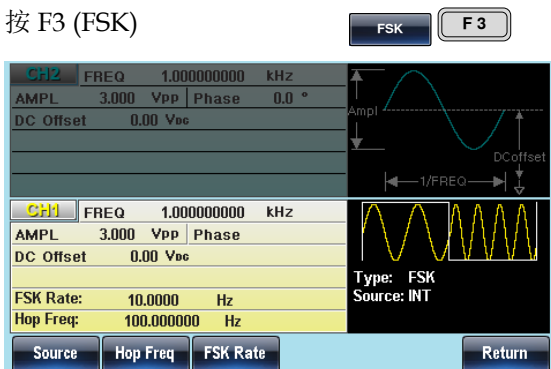 按 F3 (FSK)
FSK
F 3
CH2 FREQ 1.000000000 kHz
AMPL 3.000 Vpp Phase 0.0 °
DC Offset 0.00 VDC
Ampl
DCoffset
1/FREQ
CH1 FREQ 1.000000000 kHz
AMPL 3.000 Vpp Phase
DC Offset 0.00 VDC
Type: FSK
Source: INT
FSK Rate: 10.0000 Hz
Hop Freq: 100.000000 Hz
Source Hop Freq FSK Rate Return